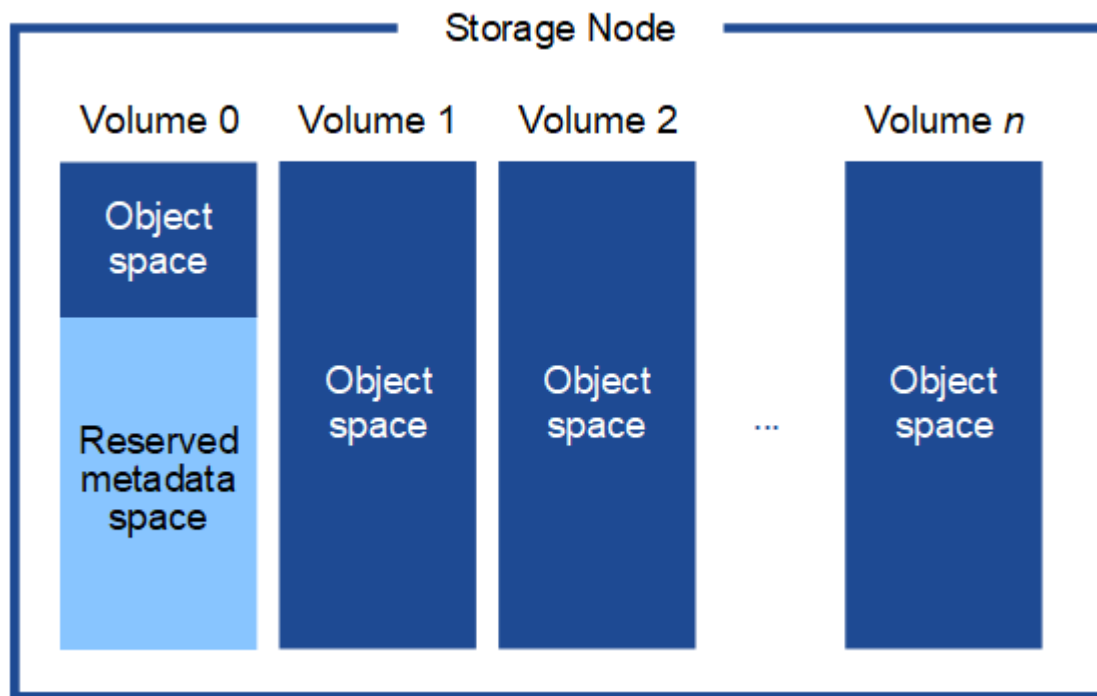 Storage Node
Volume 0
Volume 1
Volume 2
Volume n
Object
space
Reserved
metadata
space
Object
space
Object
space
...
Object
space